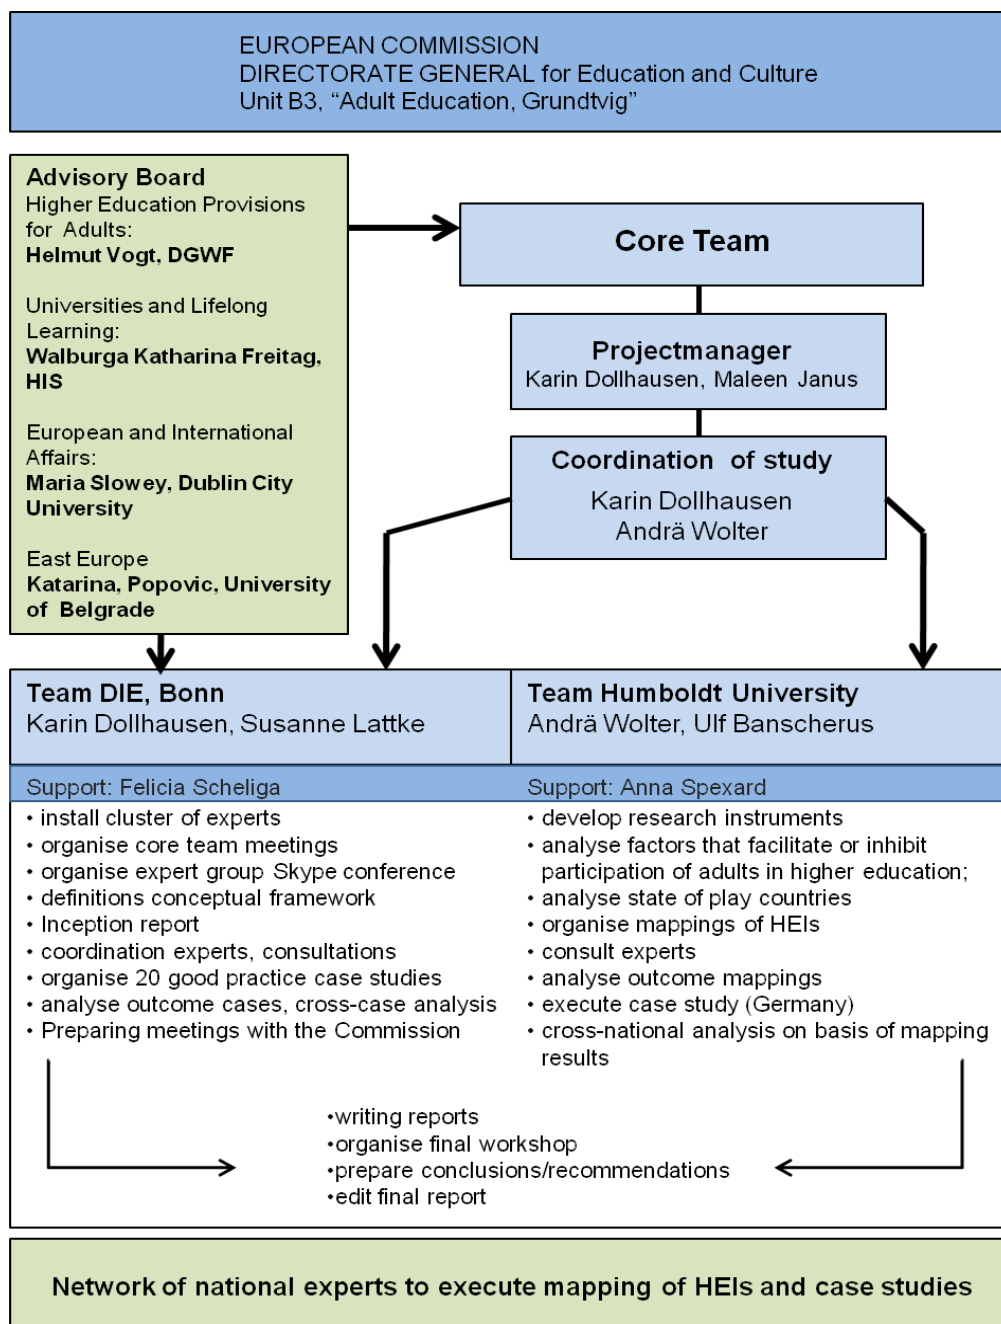 EUROPEAN COMMISSION
DIRECTORATE GENERAL for Education and Culture
Unit B3, “Adult Education, Grundtvig”
Advisory Board
Higher Education Provisions
for Adults:
Helmut Vogt, DGWF
Universities and Lifelong
Learning:
Walburga Katharina Freitag,
HIS
European and International
Affairs:
Maria Slowey, Dublin City
University
East Europe
Katarina, Popovic, University
of Belgrade
Core Team
Projectmanager
Karin Dollhausen, Maleen Janus
Coordination of study
Karin Dollhausen
Andrä Wolter
Team DIE, Bonn
Karin Dollhausen, Susanne Lattke
Support: Felicia Scheliga
• install cluster of experts
• organise core team meetings
• organise expert group Skype conference
• definitions conceptual framework
• Inception report
• coordination experts, consultations
• organise 20 good practice case studies
• analyse outcome cases, cross-case analysis
• Preparing meetings with the Commission
Team Humboldt University
Andrä Wolter, Ulf Banscherus
Support: Anna Spexard
• develop research instruments
• analyse factors that facilitate or inhibit
participation of adults in higher education;
• analyse state of play countries
• organise mappings of HEIs
• consult experts
• analyse outcome mappings
• execute case study (Germany)
• cross-national analysis on basis of mapping
results
•writing reports
•organise final workshop
•prepare conclusions/recommendations
•edit final report
Network of national experts to execute mapping of HEIs and case studies